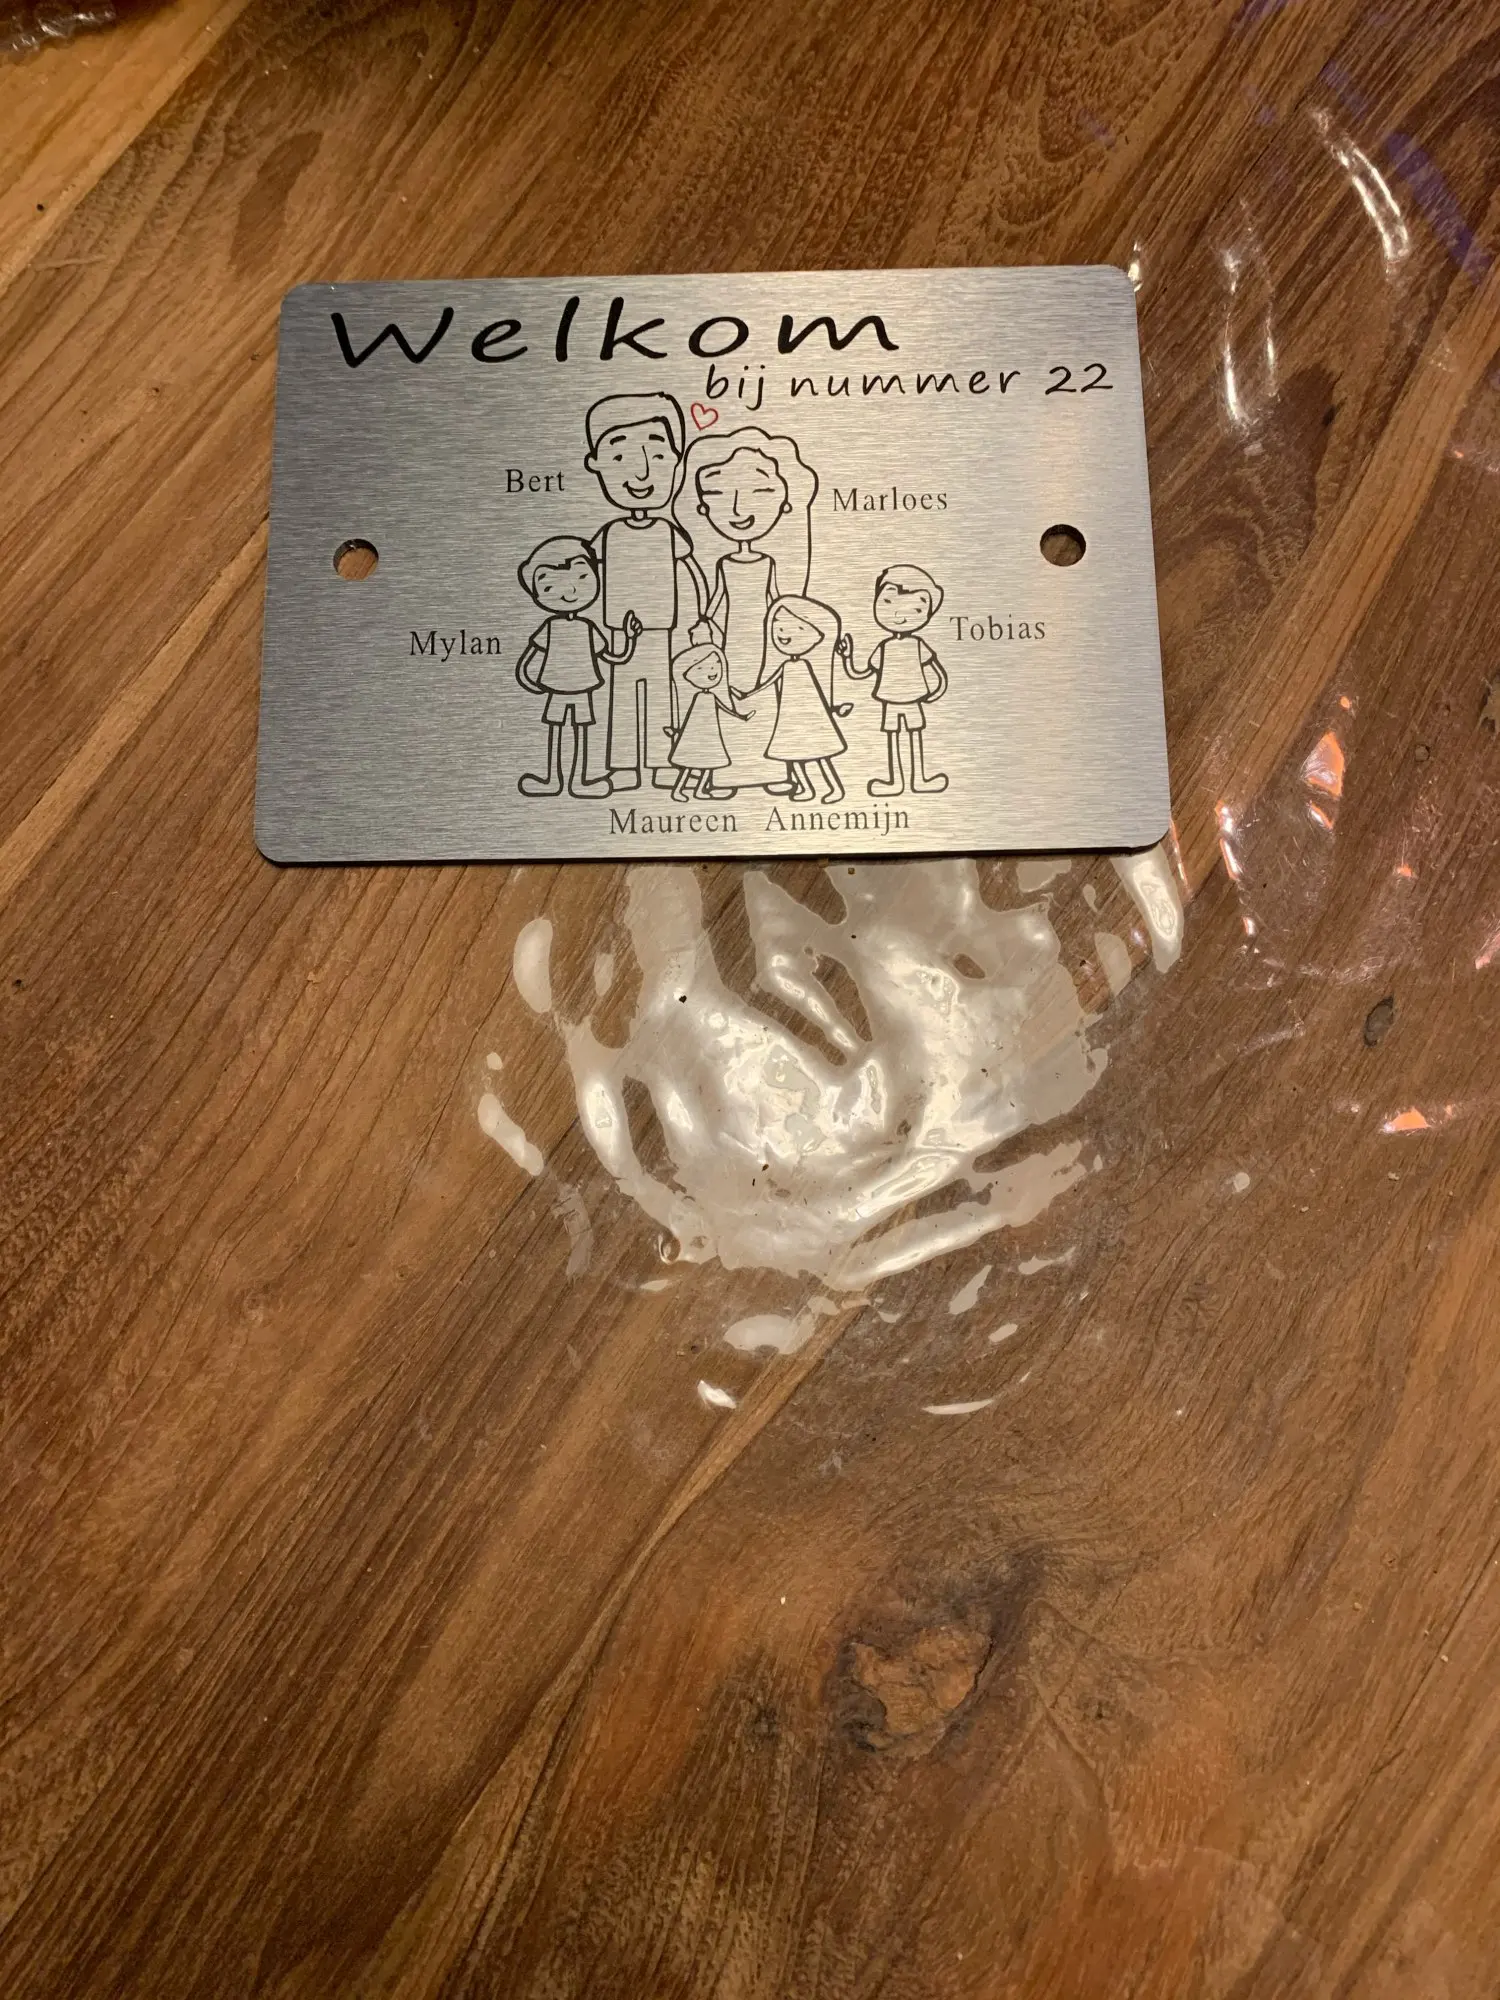 Welkom
bij nummer 22
Bert
Marloes
Mylan
Tobias
Maureen Annemijn